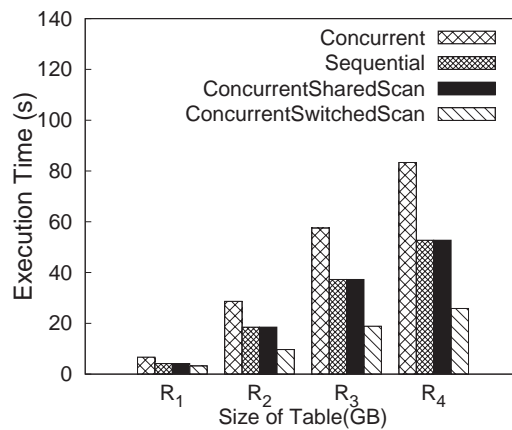 140
120
100
80
60
40
20
0
Execution Time (s)
Concurrent
Sequential
ConcurrentSharedScan
ConcurrentSwitchedScan
R1 R2 R3 R4
Size of Table(GB)